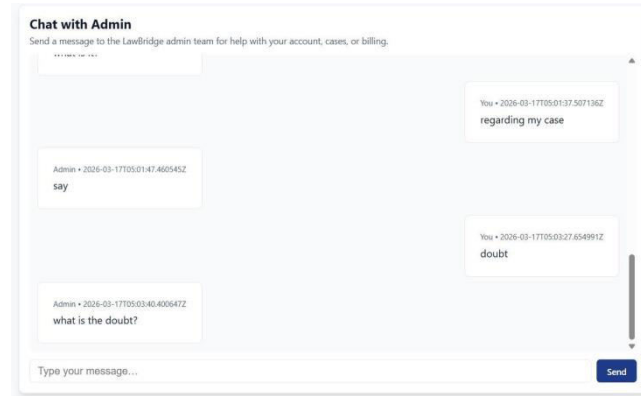 Chat with Admin
Send a message to the LawBridge admin team for help with your account, cases, or billing.
what is it?
You • 2026-03-17T05:01:37.507136Z
regarding my case
Admin • 2026-03-17T05:01:47.460545Z
say
You • 2026-03-17T05:03:27.654991Z
doubt
Admin • 2026-03-17T05:03:40.400647Z
what is the doubt?
Type your message...
Send